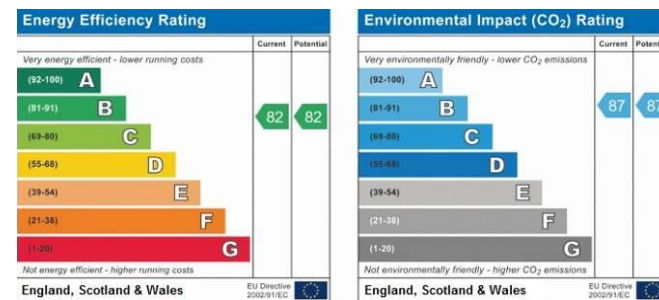 Energy Efficiency Rating
Current Potential
Very energy efficient - lower running costs
(92-100) A
(81-91) B
82 82
(69-80) C
(55-68) D
(39-54) E
(21-38) F
(1-20) G
Not energy efficient - higher running costs
England, Scotland & Wales
EU Directive
2002/91/EC
Environmental Impact (CO₂) Rating
Current Potent
Very environmentally friendly - lower CO₂ emissions
(92-100) A
(81-91) B
87 87
(69-80) C
(55-68) D
(39-54) E
(21-38) F
(1-20) G
Not environmentally friendly - higher CO₂ emissions
England, Scotland & Wales
EU Directive
2002/91/EC